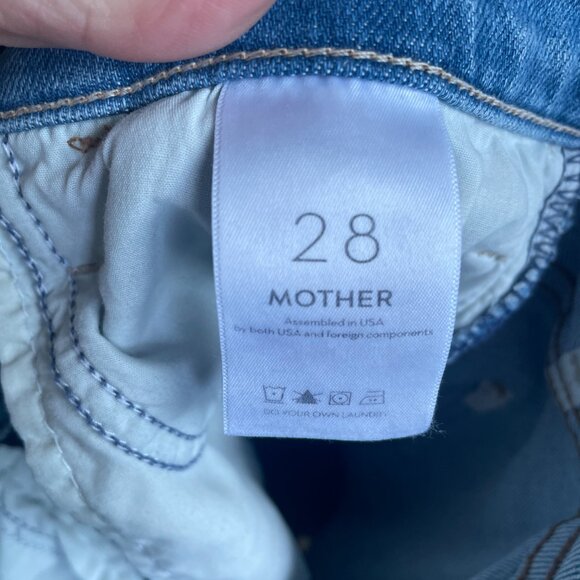 28
MOTHER
Assembled in USA
by both USA and foreign components
DO YOUR OWN LAUNDRY